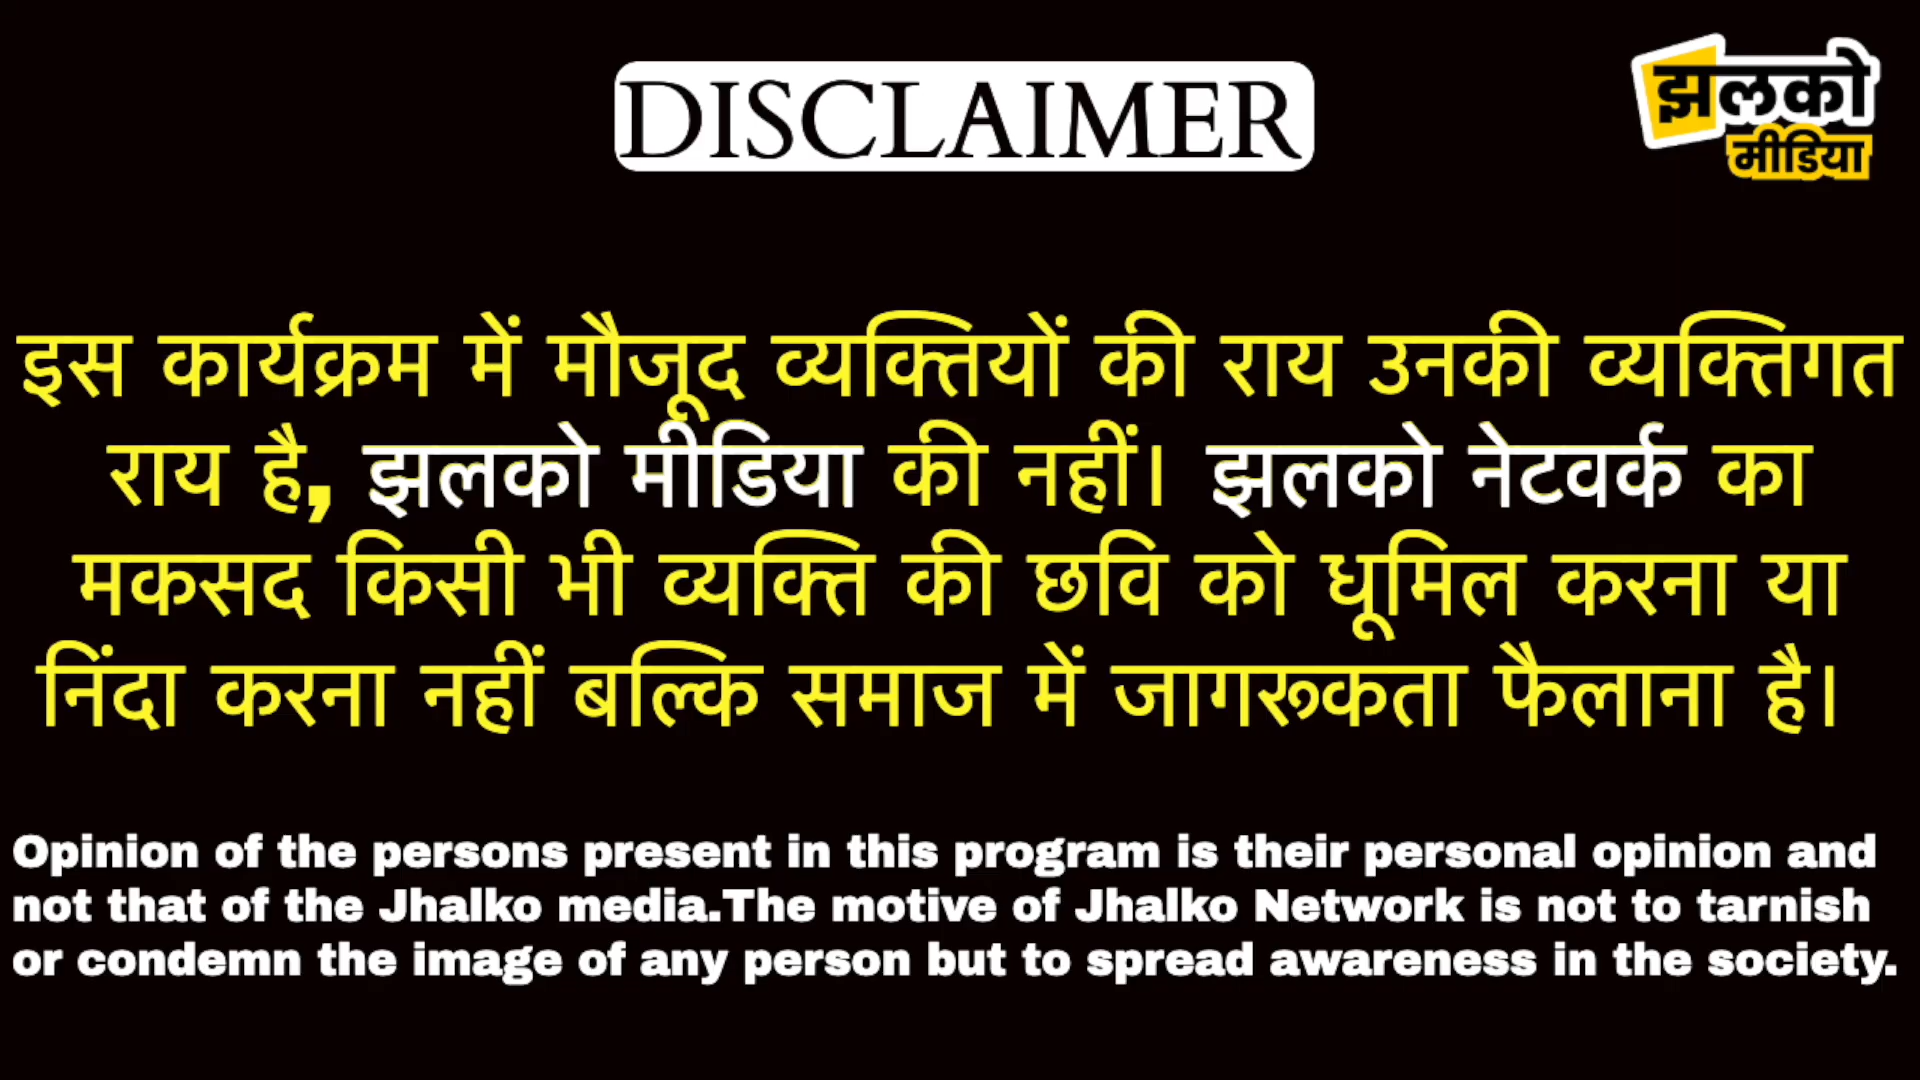 DISCLAIMER
झलको
मीडिया
इस कार्यक्रम में मौजूद व्यक्तियों की राय उनकी व्यक्तिगत
राय है, झलको मीडिया की नहीं। झलको नेटवर्क का
मकसद किसी भी व्यक्ति की छवि को धूमिल करना या
निंदा करना नहीं बल्कि समाज में जागरूकता फैलाना है।
Opinion of the persons present in this program is their personal opinion and
not that of the Jhalko media.The motive of Jhalko Network is not to tarnish
or condemn the image of any person but to spread awareness in the society.